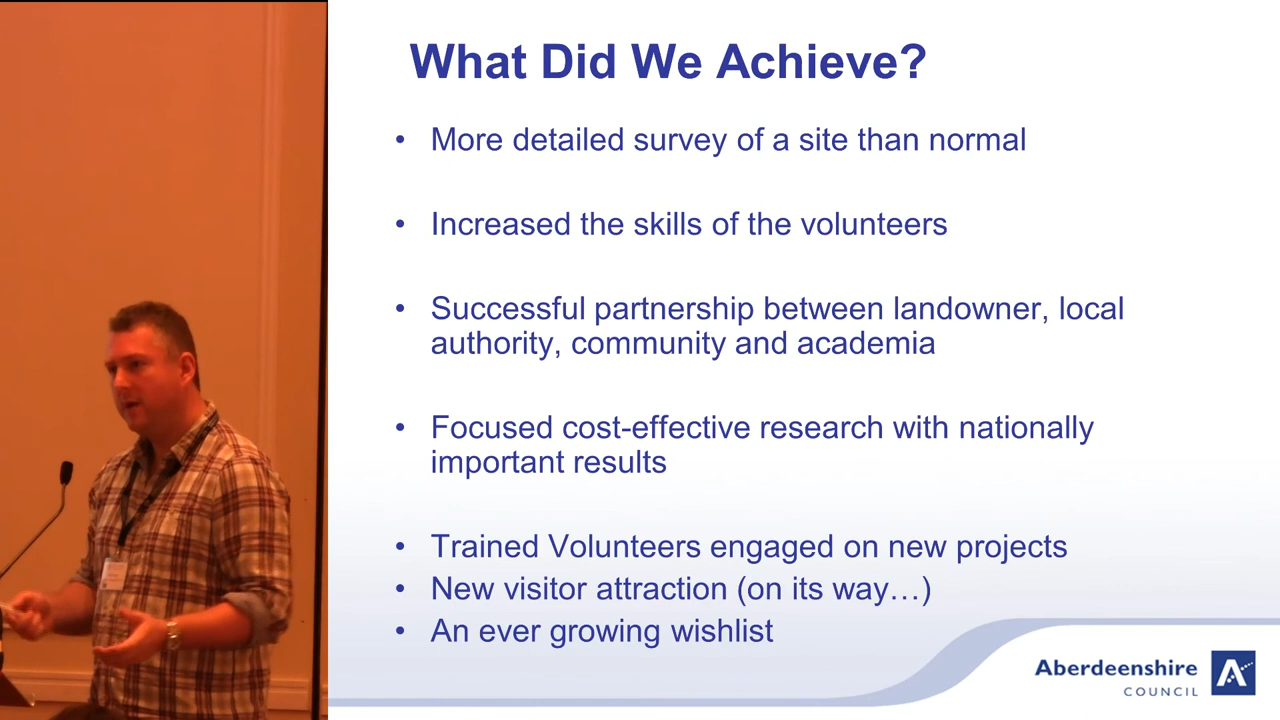 What Did We Achieve?
• More detailed survey of a site than normal
• Increased the skills of the volunteers
• Successful partnership between landowner, local
authority, community and academia
• Focused cost-effective research with nationally
important results
• Trained Volunteers engaged on new projects
• New visitor attraction (on its way…)
• An ever growing wishlist
Aberdeenshire
COUNCIL